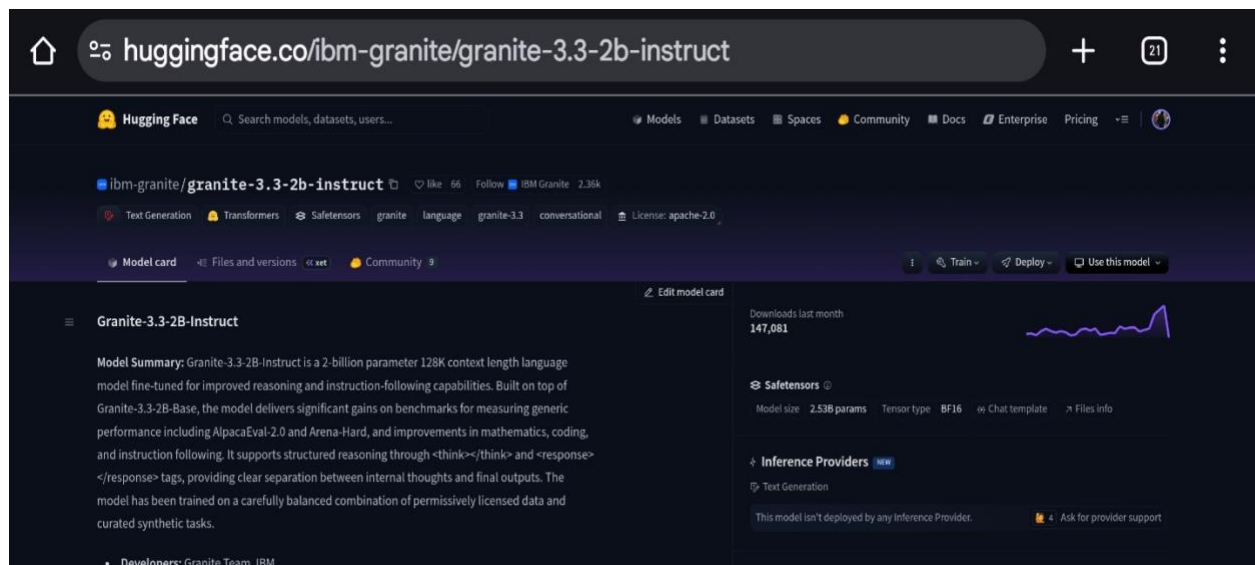 huggingface.co/ibm-granite/granite-3.3-2b-instruct
21
Hugging Face
Search models, datasets, users...
Models Datasets Spaces Community Docs Enterprise Pricing
ibm-granite/granite-3.3-2b-instruct like 66 Follow IBM Granite 2.36k
Text Generation Transformers Safetensors granite language granite-3.3 conversational License: apache-2.0
Model card Files and versions xet Community 9
Train Deploy Use this model
Edit model card
Granite-3.3-2B-Instruct
Model Summary: Granite-3.3-2B-Instruct is a 2-billion parameter 128K context length language
model fine-tuned for improved reasoning and instruction-following capabilities. Built on top of
Granite-3.3-2B-Base, the model delivers significant gains on benchmarks for measuring generic
performance including AlpacaEval-2.0 and Arena-Hard, and improvements in mathematics, coding,
and instruction following. It supports structured reasoning through <think></think> and <response>
</response> tags, providing clear separation between internal thoughts and final outputs. The
model has been trained on a carefully balanced combination of permissively licensed data and
curated synthetic tasks.
• Developers: Granite Team, IBM
Downloads last month
147,081
Safetensors
Model size 2.53B params Tensor type BF16 Chat template Files info
Inference Providers NEW
Text Generation
This model isn't deployed by any Inference Provider. 4 Ask for provider support